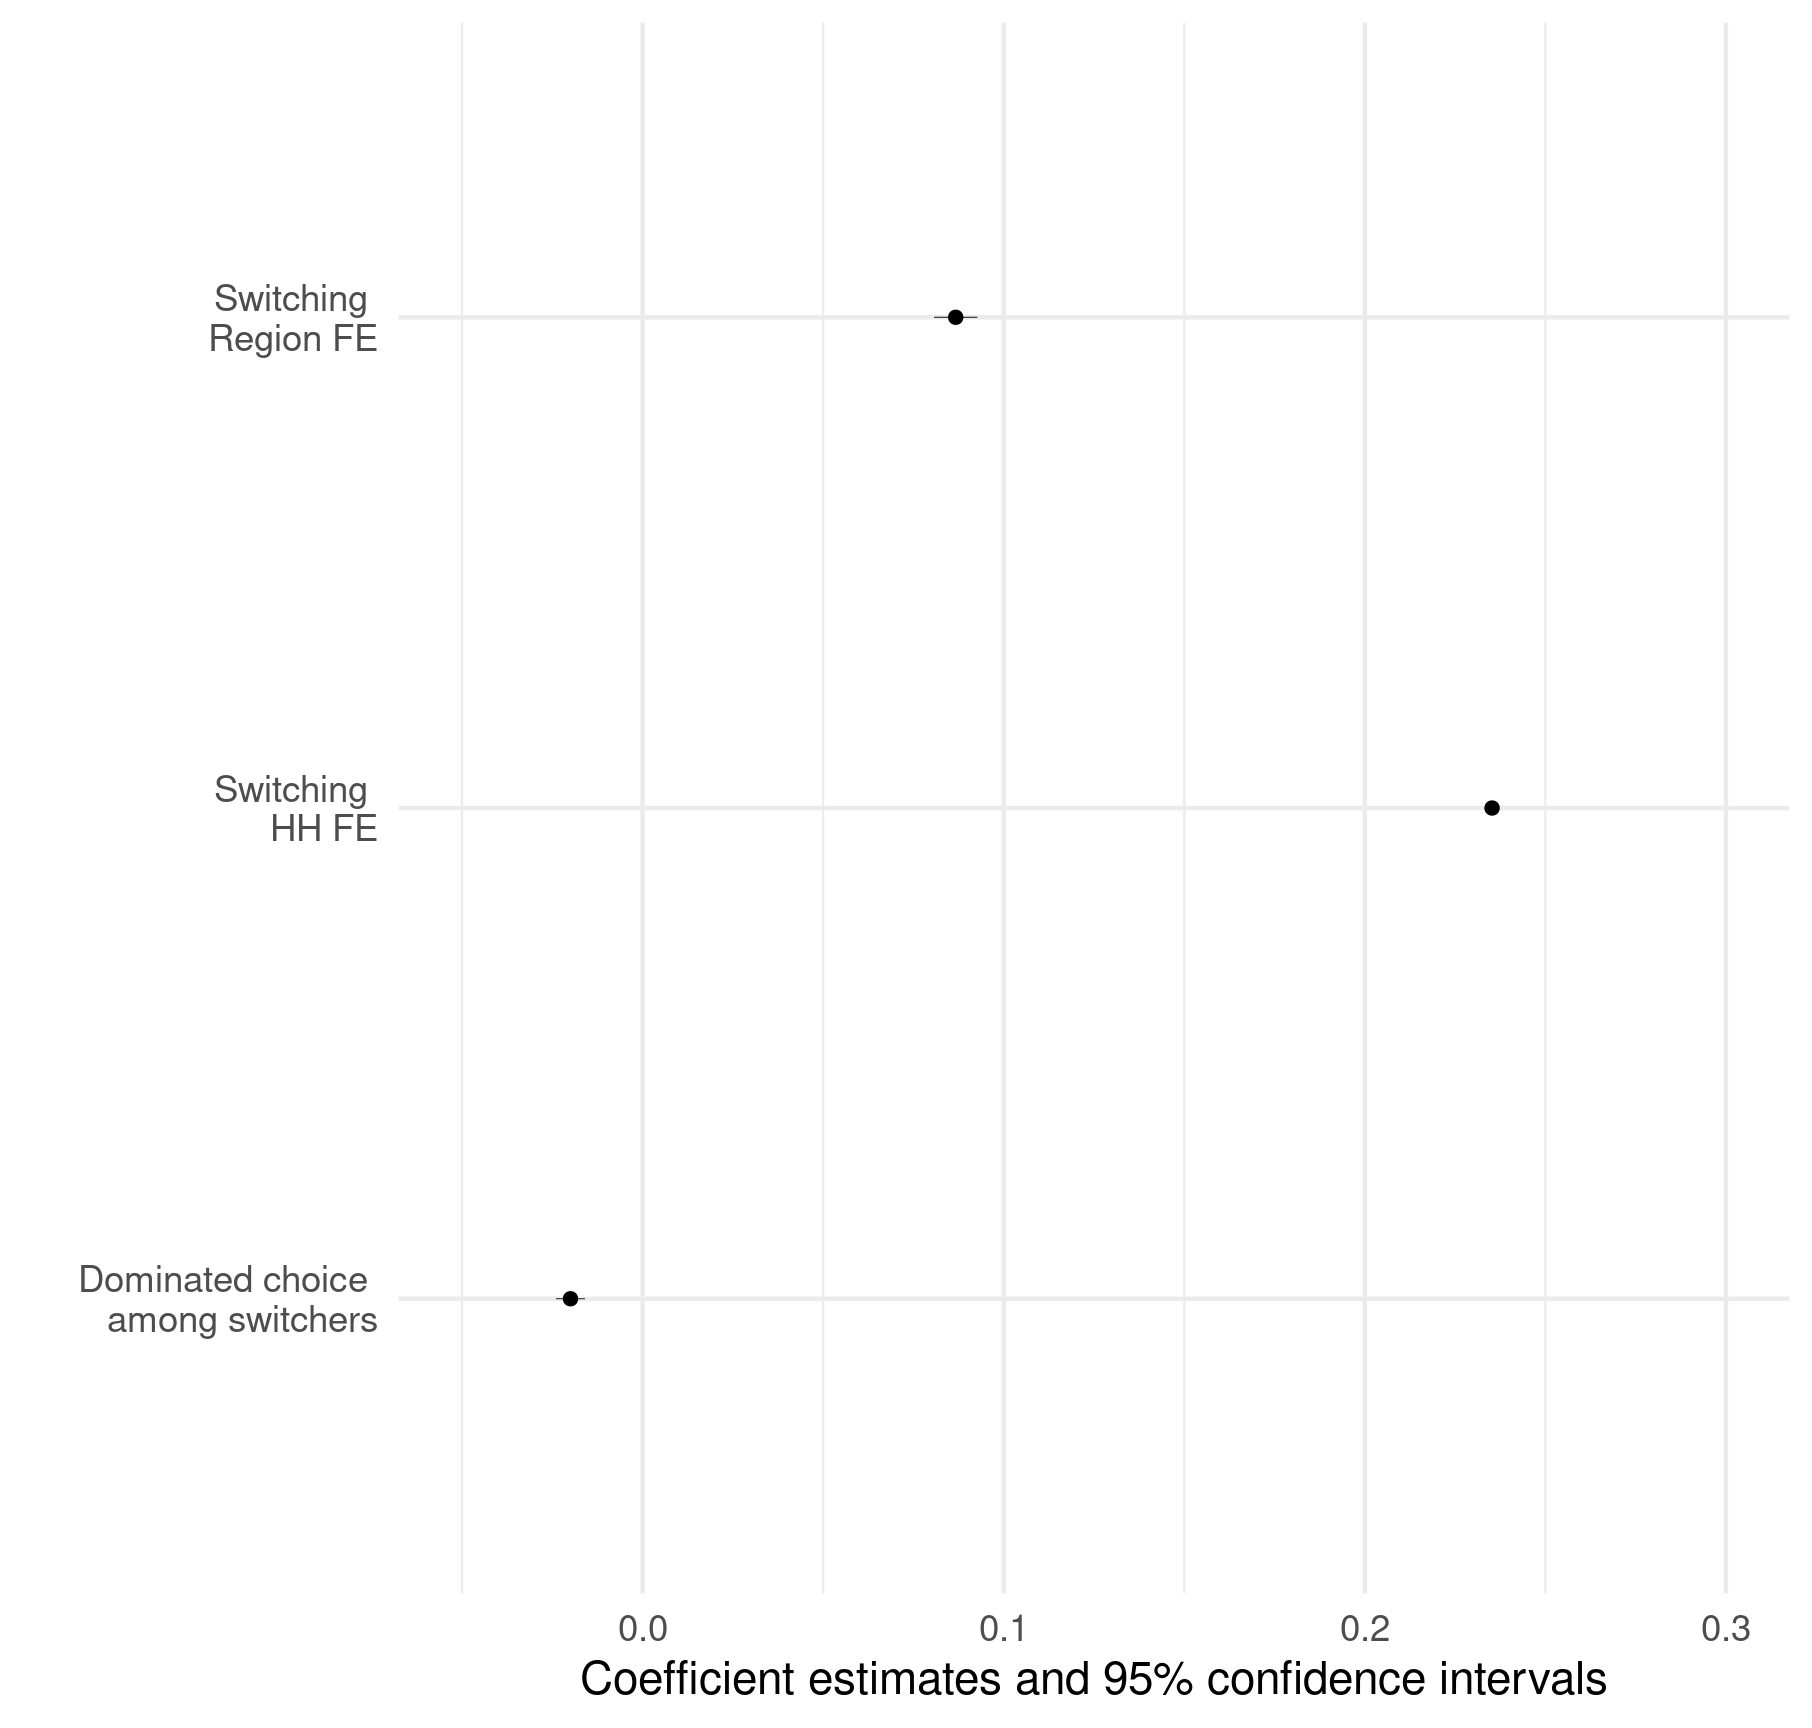 Switching
Region FE
Switching
HH FE
Dominated choice
among switchers
0.0
0.1
0.2
0.3
Coefficient estimates and 95% confidence intervals